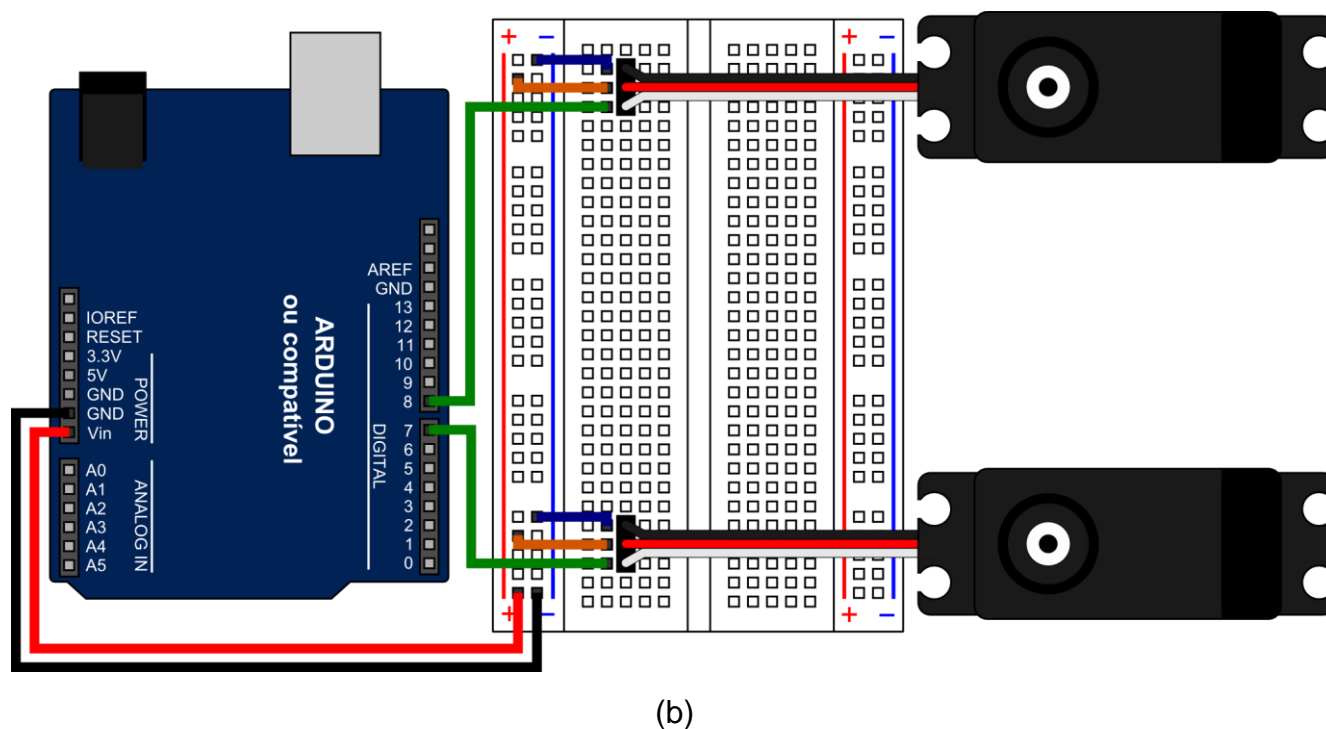 + − + −
AREF
GND
13
12
11
10
9
8
7
6
5
4
3
2
1
0
DIGITAL
ARDUINO
ou compatível
IOREF
RESET
3.3V
5V
GND
GND
Vin
POWER
A0
A1
A2
A3
A4
A5
ANALOG IN
+ − + −
(b)